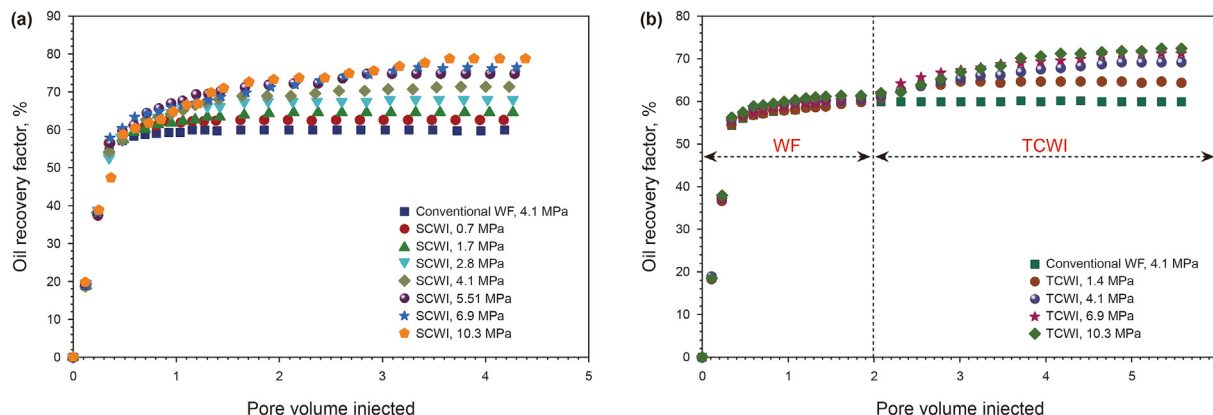 (a)
90
80
70
60
50
40
30
20
10
0
Oil recovery factor, %
Conventional WF, 4.1 MPa
SCWI, 0.7 MPa
SCWI, 1.7 MPa
SCWI, 2.8 MPa
SCWI, 4.1 MPa
SCWI, 5.51 MPa
SCWI, 6.9 MPa
SCWI, 10.3 MPa
0 1 2 3 4 5
Pore volume injected
(b)
80
70
60
50
40
30
20
10
0
Oil recovery factor, %
WF TCWI
Conventional WF, 4.1 MPa
TCWI, 1.4 MPa
TCWI, 4.1 MPa
TCWI, 6.9 MPa
TCWI, 10.3 MPa
0 1 2 3 4 5
Pore volume injected